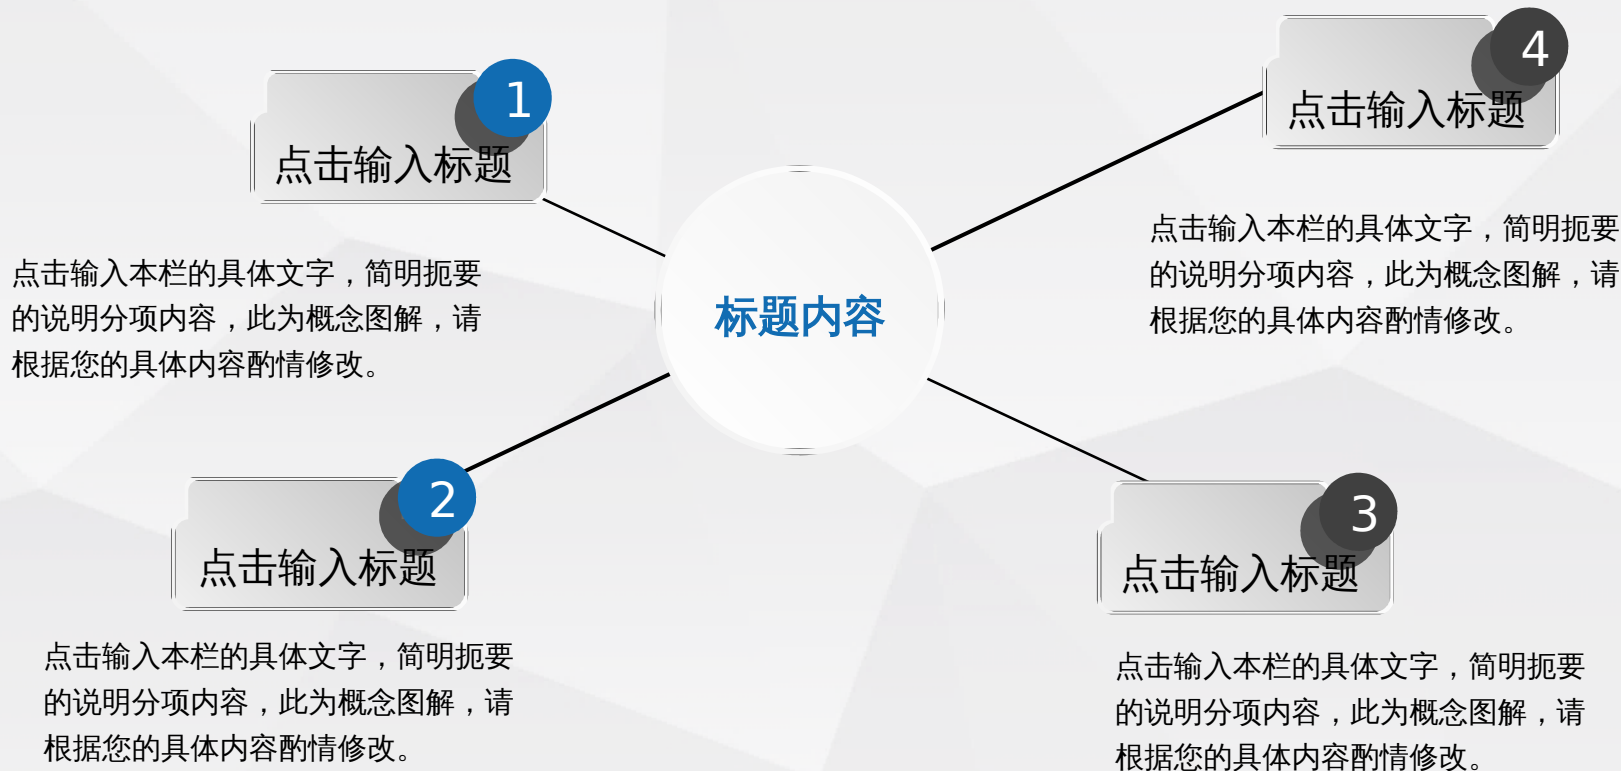 1
点击输入标题
点击输入本栏的具体文字，简明扼要
的说明分项内容，此为概念图解，请
根据您的具体内容酌情修改。
2
点击输入标题
点击输入本栏的具体文字，简明扼要
的说明分项内容，此为概念图解，请
根据您的具体内容酌情修改。
标题内容
4
点击输入标题
点击输入本栏的具体文字，简明扼要
的说明分项内容，此为概念图解，请
根据您的具体内容酌情修改。
3
点击输入标题
点击输入本栏的具体文字，简明扼要
的说明分项内容，此为概念图解，请
根据您的具体内容酌情修改。